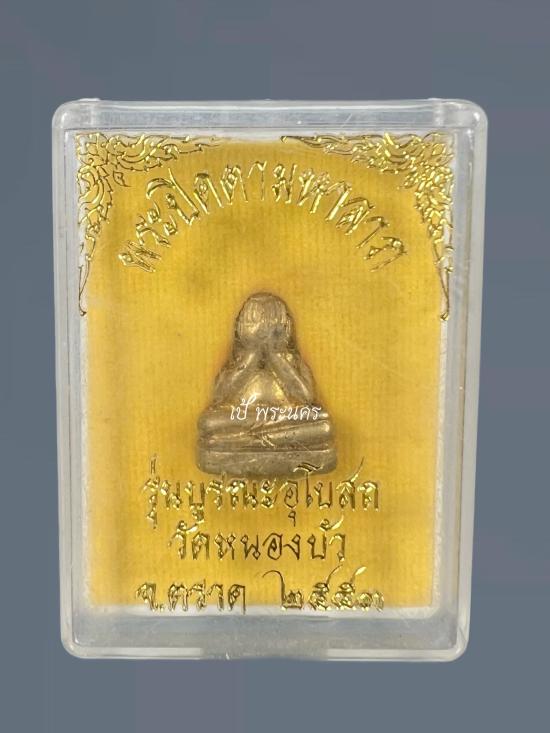 พระปิดตามหาลาภ
เป้ พระนคร
รุ่นบูรณะอุโบสถ
วัดหนองบัว
จ.ตราด ๒๕๕๓